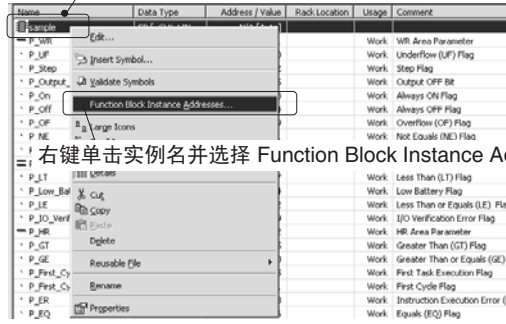 Name Data Type Address / Value Rack Location Usage Comment
sample
Edit...
P_WR Work WR Area Parameter
P_UF Work Underflow (UF) Flag
Insert Symbol...
P_Step Work Step Flag
P_Output_ Validate Symbols Work Output OFF Bit
P_On Work Always ON Flag
Function Block Instance Addresses...
P_Off Work Always OFF Flag
P_OF Work Overflow (OF) Flag
Large Icons
P_NE Work Not Equals (NE) Flag
右键单击实例名并选择 Function Block Instance
Details
P_LT Work Less Than (LT) Flag
P_Low_Bat Work Low Battery Flag
Cut
P_LE Work Less Than or Equals (LE)
Copy
P_IO_Verif Work I/O Verification Error Flag
Paste
P_HR Work HR Area Parameter
Delete
P_GT Work Greater Than (GT) Flag
P_GE Work Greater Than or Equals (GE)
Reusable File
P_First_Cy Work First Task Execution Flag
P_First_Cy Rename Work First Cycle Flag
P_ER Work Instruction Execution Error (
Properties
P_EQ Work Equals (EQ) Flag